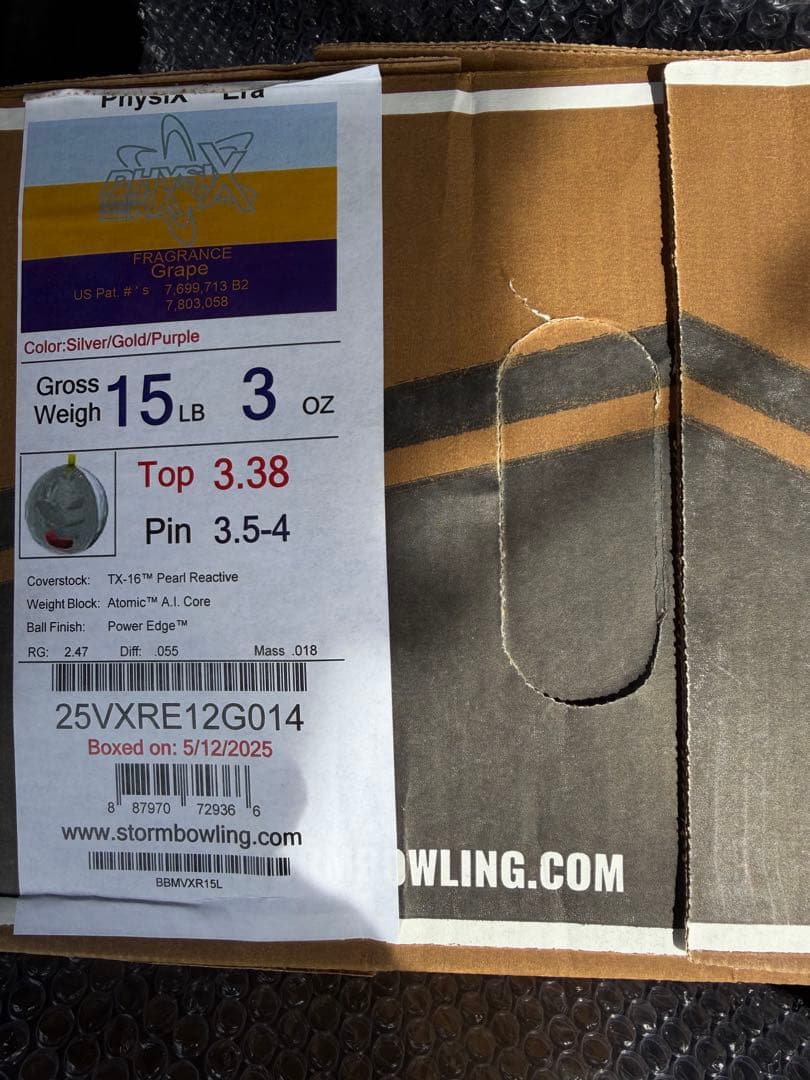 Physix Era
PHYSIX
FRAGRANCE
Grape
US Pat. # ' s 7,699,713 B2
7,803,058
Color:Silver/Gold/Purple
Gross
Weigh 15 LB 3 OZ
Top 3.38
Pin 3.5-4
Coverstock: TX-16™ Pearl Reactive
Weight Block: Atomic™ A.I. Core
Ball Finish: Power Edge™
RG: 2.47 Diff: .055 Mass .018
25VXRE12G014
Boxed on: 5/12/2025
8 87970 72936 6
www.stormbowling.com
BBMVXR15L
OWLING.COM